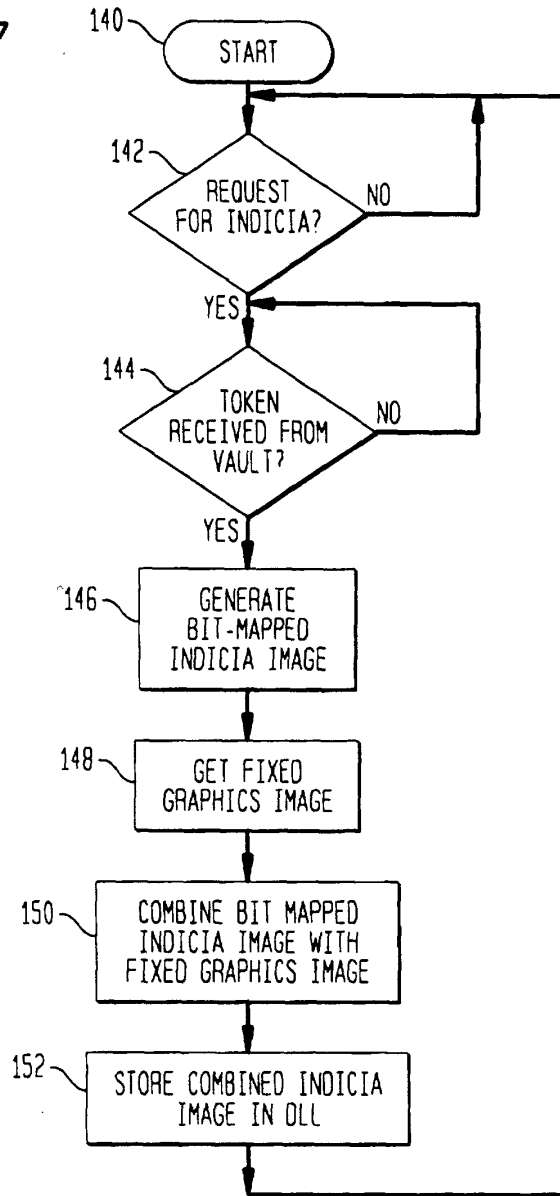 7
140
START
142
REQUEST
FOR INDICIA?
NO
YES
144
TOKEN
RECEIVED FROM
VAULT?
NO
YES
146
GENERATE
BIT-MAPPED
INDICIA IMAGE
148
GET FIXED
GRAPHICS IMAGE
150
COMBINE BIT MAPPED
INDICIA IMAGE WITH
FIXED GRAPHICS IMAGE
152
STORE COMBINED INDICIA
IMAGE IN DLL